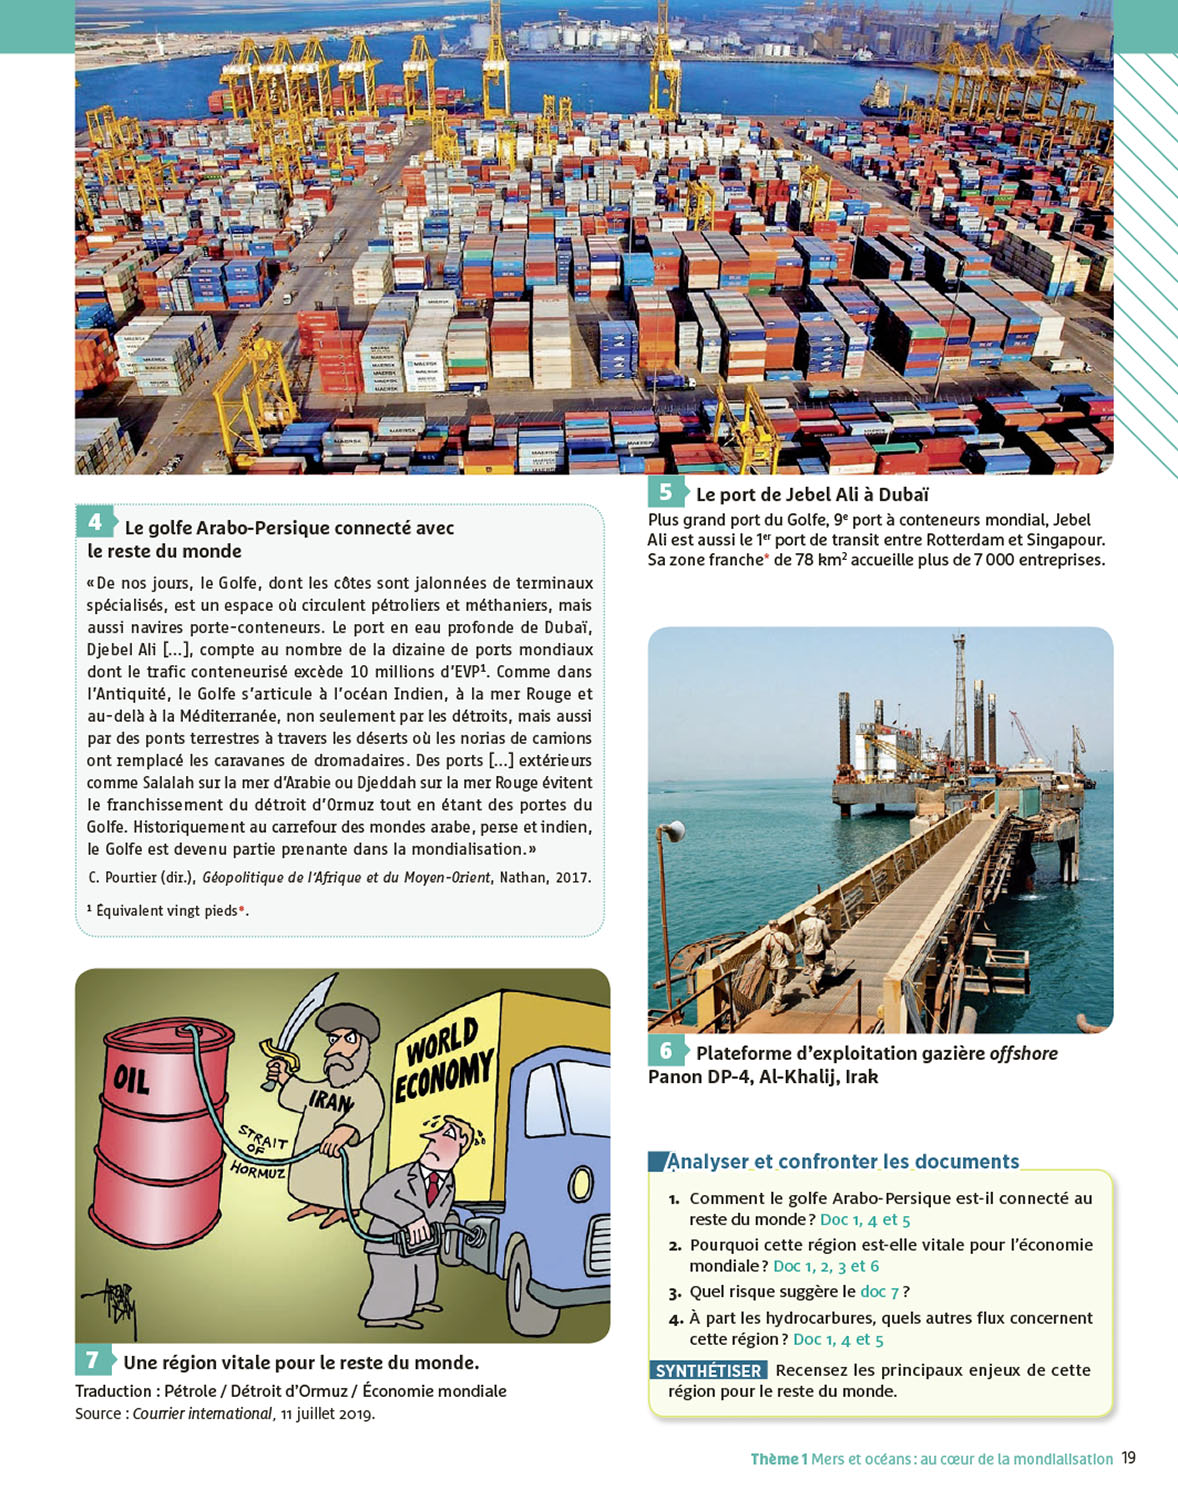 5 Le port de Jebel Ali à Dubaï
Plus grand port du Golfe, 9e port à conteneurs mondial, Jebel
Ali est aussi le 1er port de transit entre Rotterdam et Singapour.
Sa zone franche* de 78 km² accueille plus de 7 000 entreprises.
4 Le golfe Arabo-Persique connecté avec
le reste du monde
« De nos jours, le Golfe, dont les côtes sont jalonnées de terminaux
spécialisés, est un espace où circulent pétroliers et méthaniers, mais
aussi navires porte-conteneurs. Le port en eau profonde de Dubaï,
Djebel Ali [...], compte au nombre de la dizaine de ports mondiaux
dont le trafic conteneurisé excède 10 millions d'EVP¹. Comme dans
l'Antiquité, le Golfe s'articule à l'océan Indien, à la mer Rouge et
au-delà à la Méditerranée, non seulement par les détroits, mais aussi
par des ponts terrestres à travers les déserts où les norias de camions
ont remplacé les caravanes de dromadaires. Des ports [...] extérieurs
comme Salalah sur la mer d'Arabie ou Djeddah sur la mer Rouge évitent
le franchissement du détroit d'Ormuz tout en étant des portes du
Golfe. Historiquement au carrefour des mondes arabe, perse et indien,
le Golfe est devenu partie prenante dans la mondialisation. »
C. Pourtier (dir.), Géopolitique de l'Afrique et du Moyen-Orient, Nathan, 2017.
¹ Équivalent vingt pieds*.
6 Plateforme d'exploitation gazière offshore
Panon DP-4, Al-Khalij, Irak
OIL
STRAIT
OF
HORMUZ
IRAN
WORLD
ECONOMY
7 Une région vitale pour le reste du monde.
Traduction : Pétrole / Détroit d'Ormuz / Économie mondiale
Source : Courrier international, 11 juillet 2019.
Analyser et confronter les documents
1. Comment le golfe Arabo-Persique est-il connecté au
reste du monde ? Doc 1, 4 et 5
2. Pourquoi cette région est-elle vitale pour l'économie
mondiale ? Doc 1, 2, 3 et 6
3. Quel risque suggère le doc 7 ?
4. À part les hydrocarbures, quels autres flux concernent
cette région ? Doc 1, 4 et 5
SYNTHÉTISER Recensez les principaux enjeux de cette
région pour le reste du monde.
Thème 1 Mers et océans : au cœur de la mondialisation 19